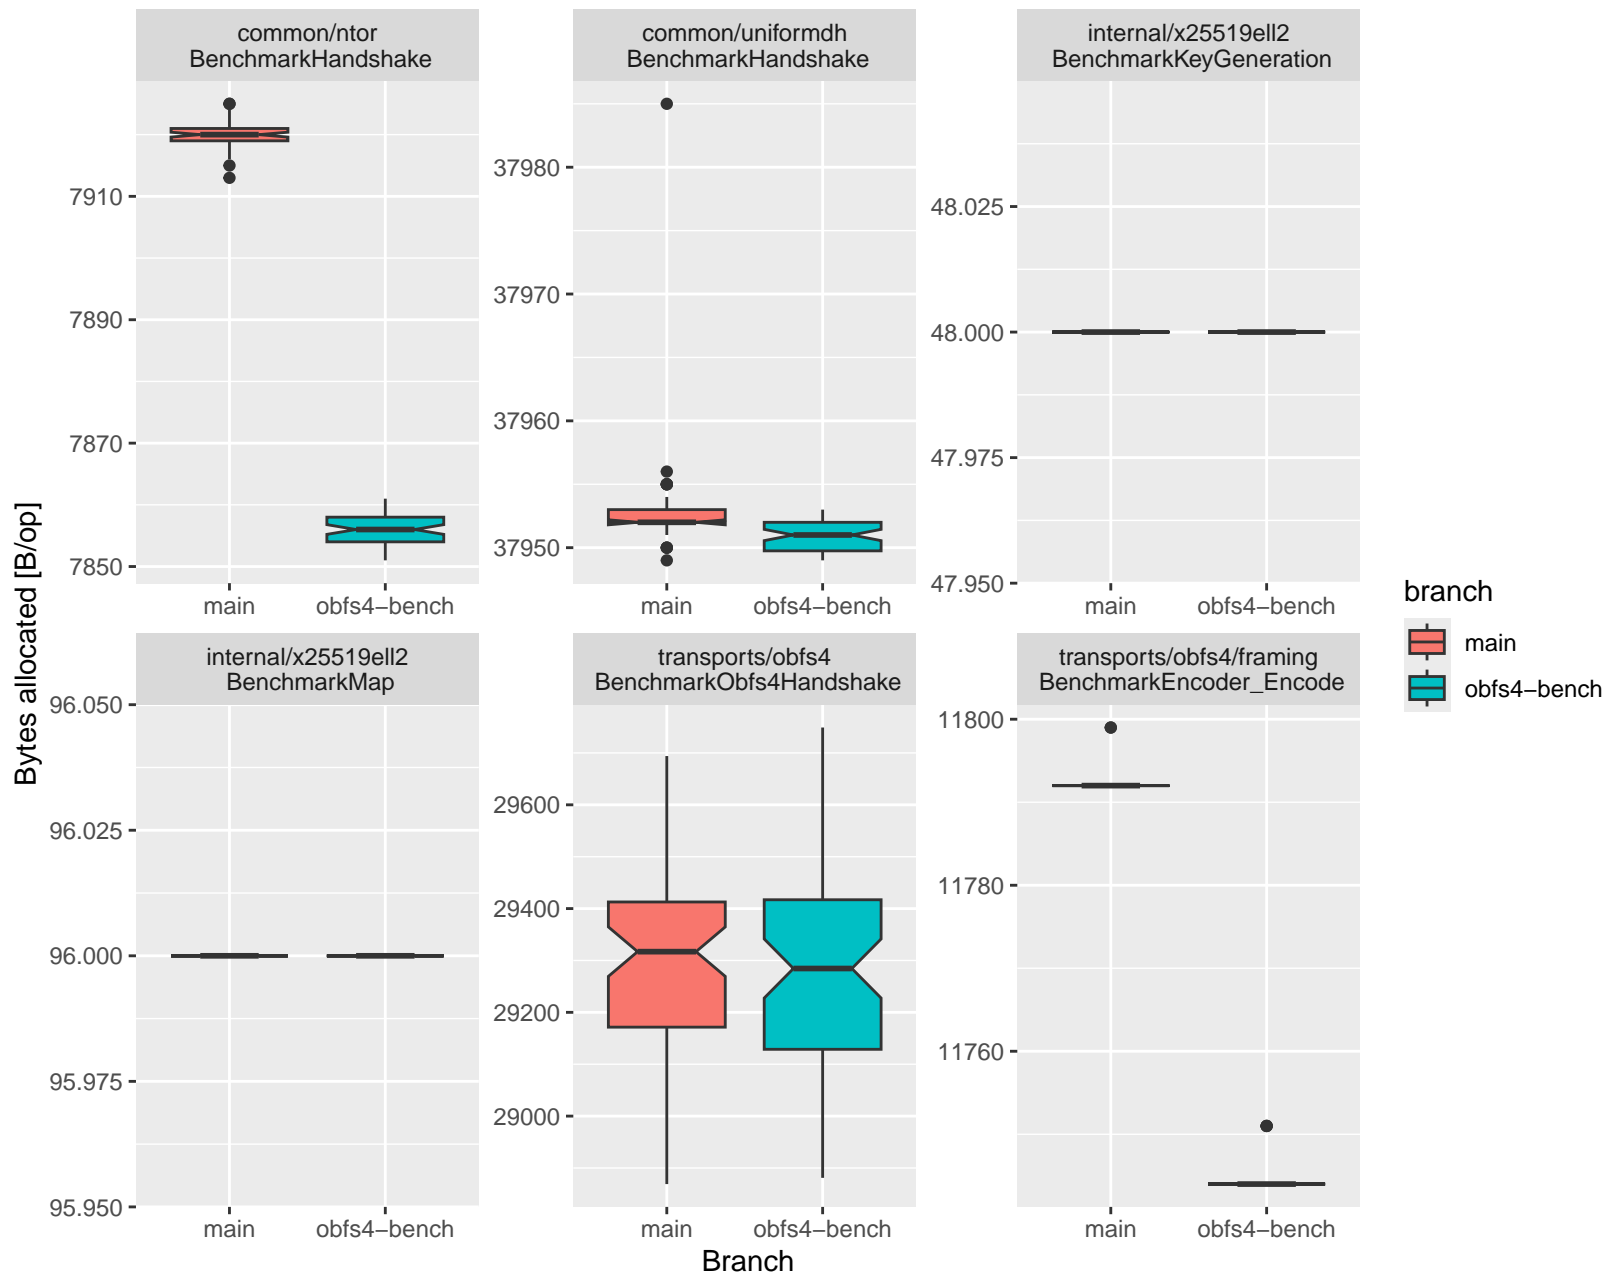 common/ntor
BenchmarkHandshake
common/uniformdh
BenchmarkHandshake
internal/x25519ell2
BenchmarkKeyGeneration
7910
7890
7870
7850
37980
37970
37960
37950
48.025
48.000
47.975
47.950
main
obfs4−bench
main
obfs4−bench
main
obfs4−bench
internal/x25519ell2
BenchmarkMap
transports/obfs4
BenchmarkObfs4Handshake
transports/obfs4/framing
BenchmarkEncoder_Encode
96.050
96.025
96.000
95.975
95.950
29600
29400
29200
29000
11800
11780
11760
main
obfs4−bench
main
obfs4−bench
main
obfs4−bench
Branch
Bytes allocated [B/op]
branch
main
obfs4−bench